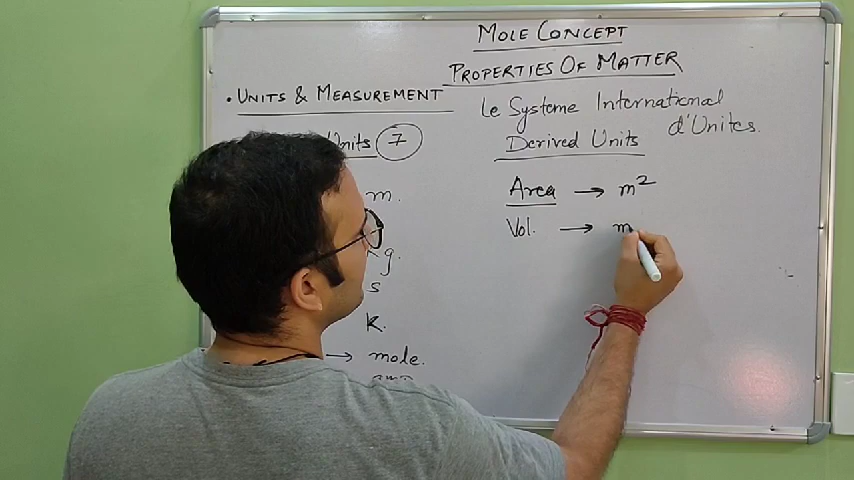 MOLE CONCEPT
PROPERTIES OF MATTER
• UNITS & MEASUREMENT
Le Systeme International
d'Unites.
Units 7
Derived Units
m.
Area → m²
Vol. → m
g.
s
K.
→ mole.